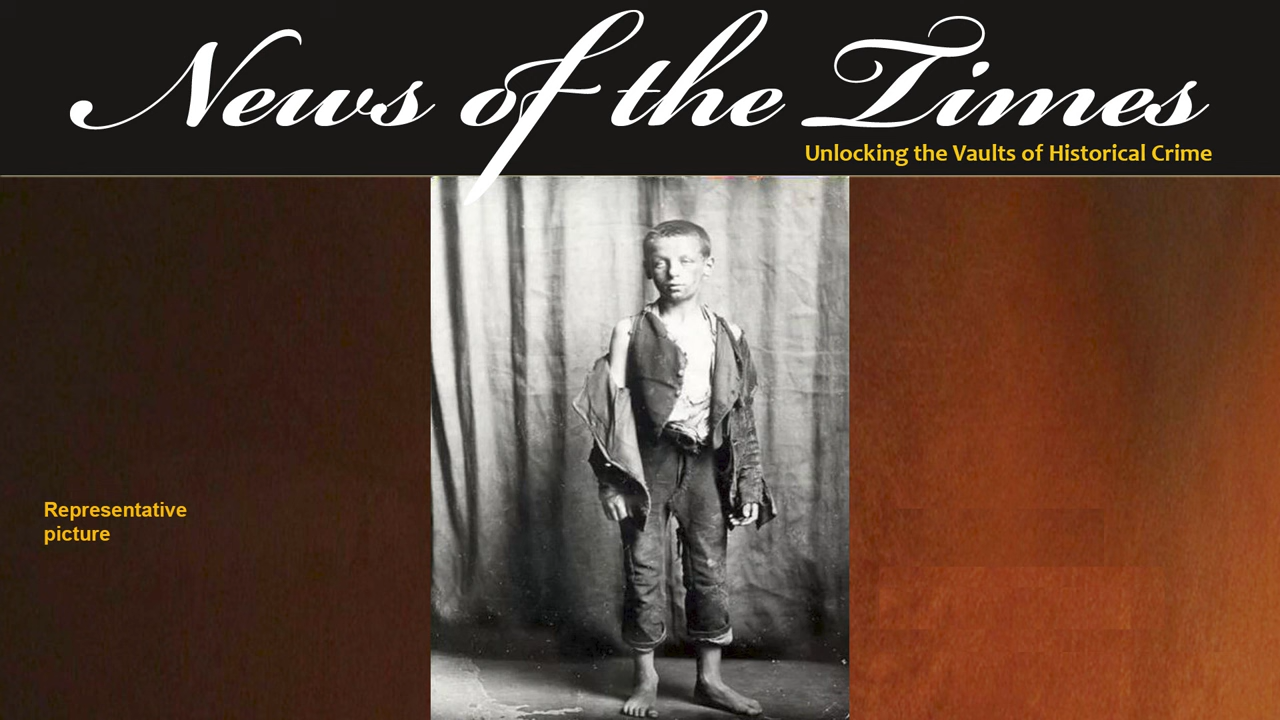 News of the Times
Unlocking the Vaults of Historical Crime
Representative
picture